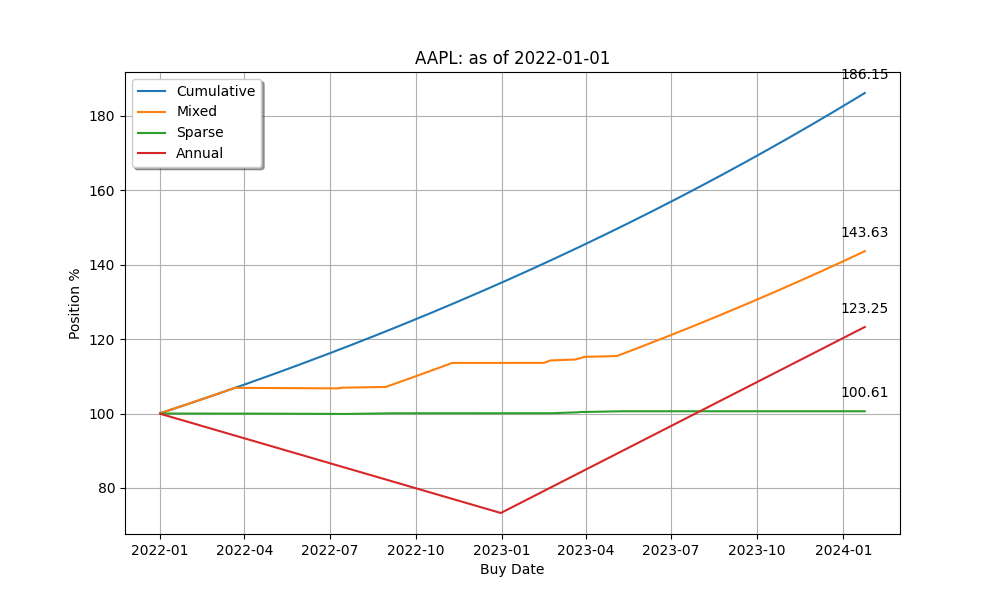 AAPL: as of 2022-01-01
186.15
Cumulative
Mixed
Sparse
Annual
180
160
143.63
140
123.25
120
100.61
100
80
Position %
2022-01 2022-04 2022-07 2022-10 2023-01 2023-04 2023-07 2023-10 2024-01
Buy Date